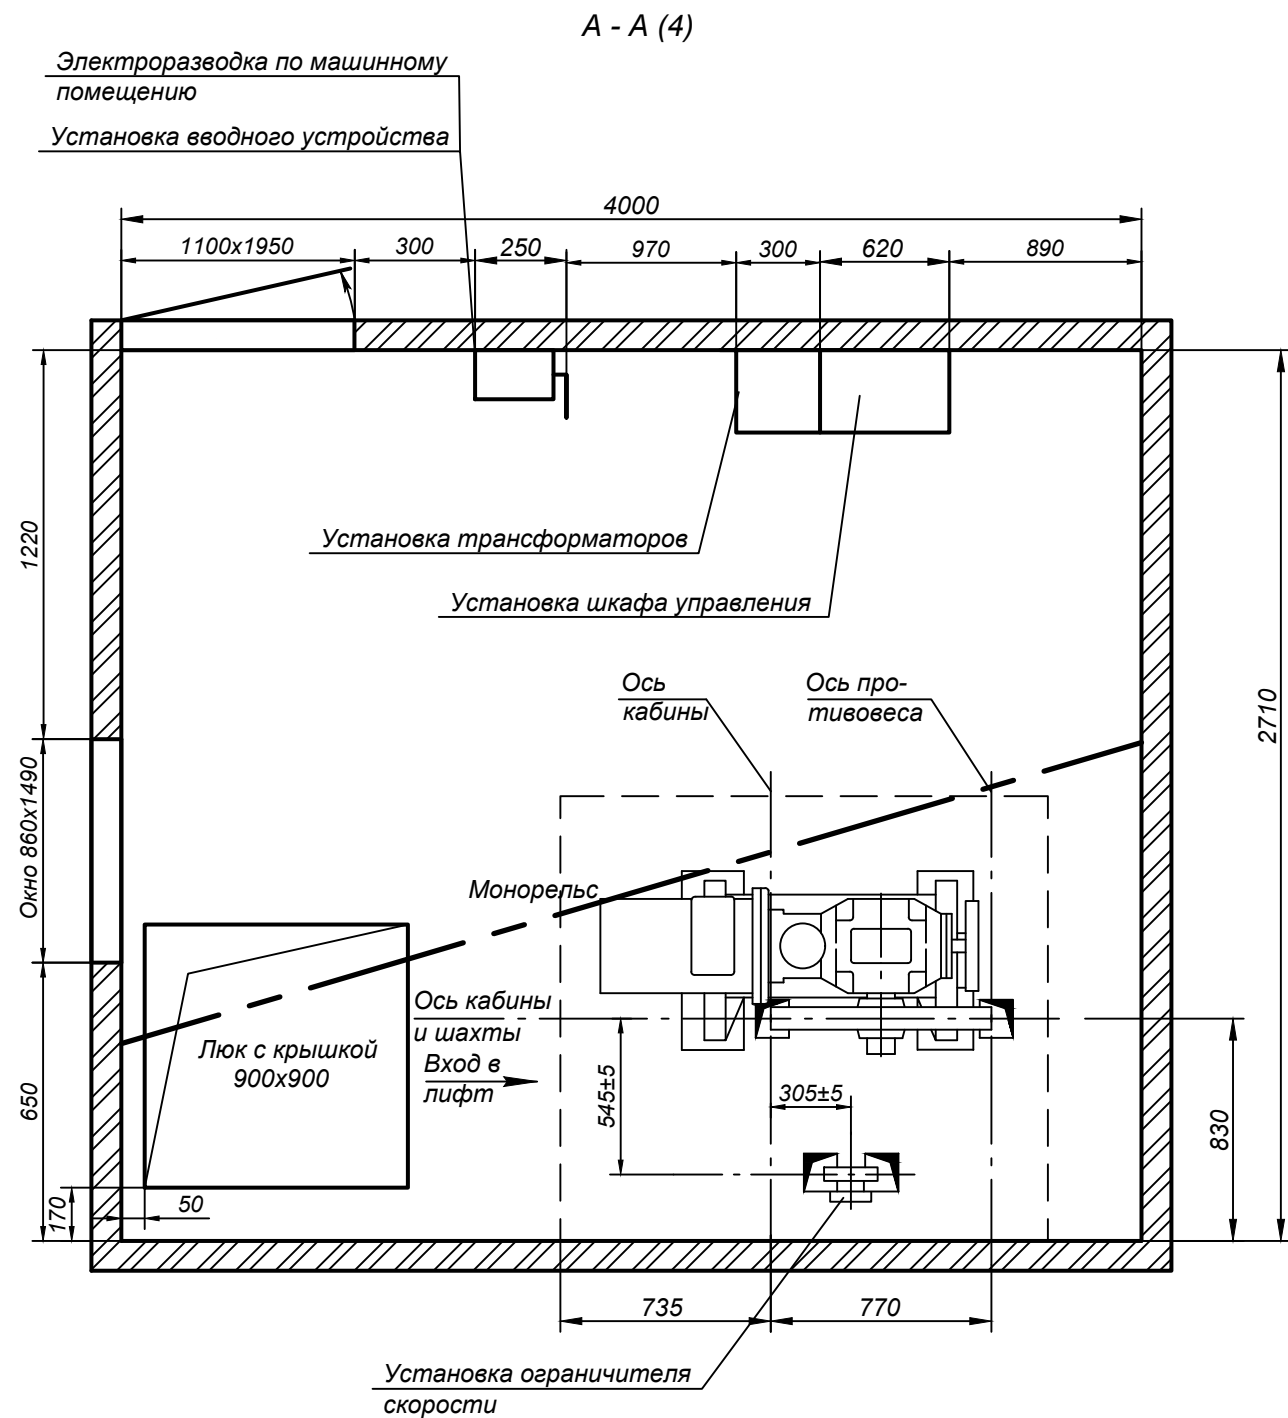 А - А (4)
Электроразводка по машинному
помещению
Установка вводного устройства
4000
1100х1950
300
250
970
300
620
890
1220
Установка трансформаторов
Установка шкафа управления
Ось
кабины
Ось про-
тивовеса
2710
Окно 860х1490
Монорельс
Ось кабины
и шахты
Люк с крышкой
900х900
Вход в
лифт
545±5
305±5
650
830
170
50
735
770
Установка ограничителя
скорости